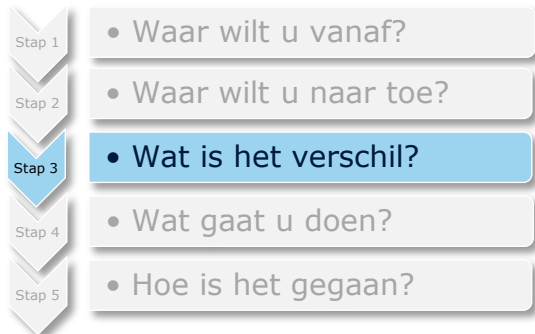 Stap 1
• Waar wilt u vanaf?
Stap 2
• Waar wilt u naar toe?
Stap 3
• Wat is het verschil?
Stap 4
• Wat gaat u doen?
Stap 5
• Hoe is het gegaan?